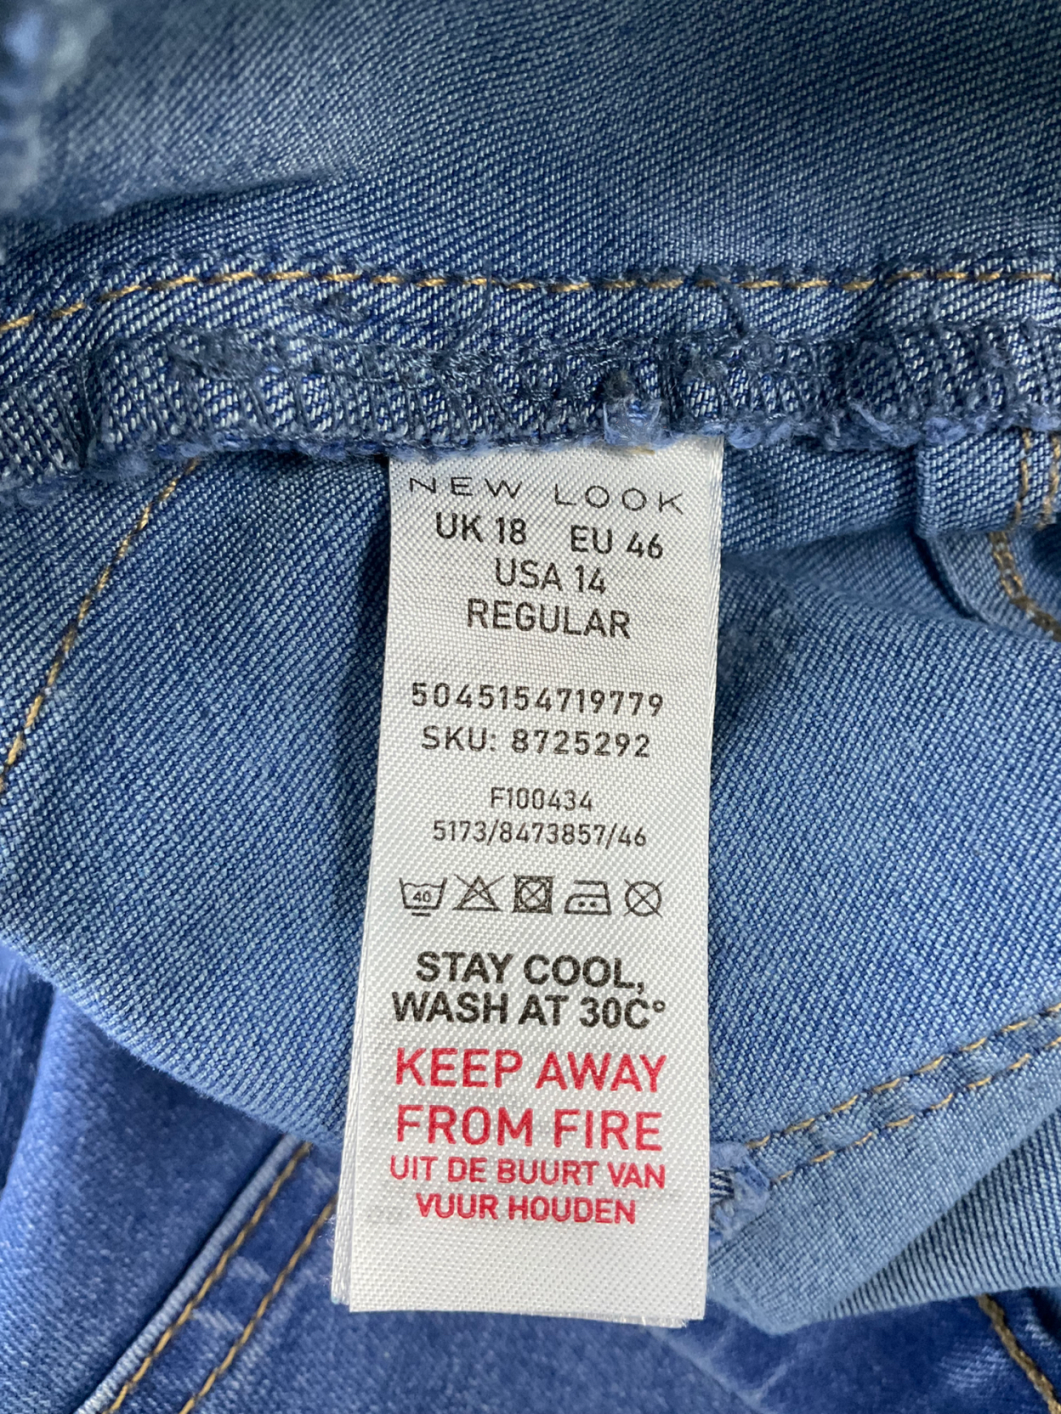 NEW LOOK
UK 18 EU 46
USA 14
REGULAR
5045154719779
SKU: 8725292
F100434
5173/8473857/46
40
STAY COOL,
WASH AT 30C°
KEEP AWAY
FROM FIRE
UIT DE BUURT VAN
VUUR HOUDEN